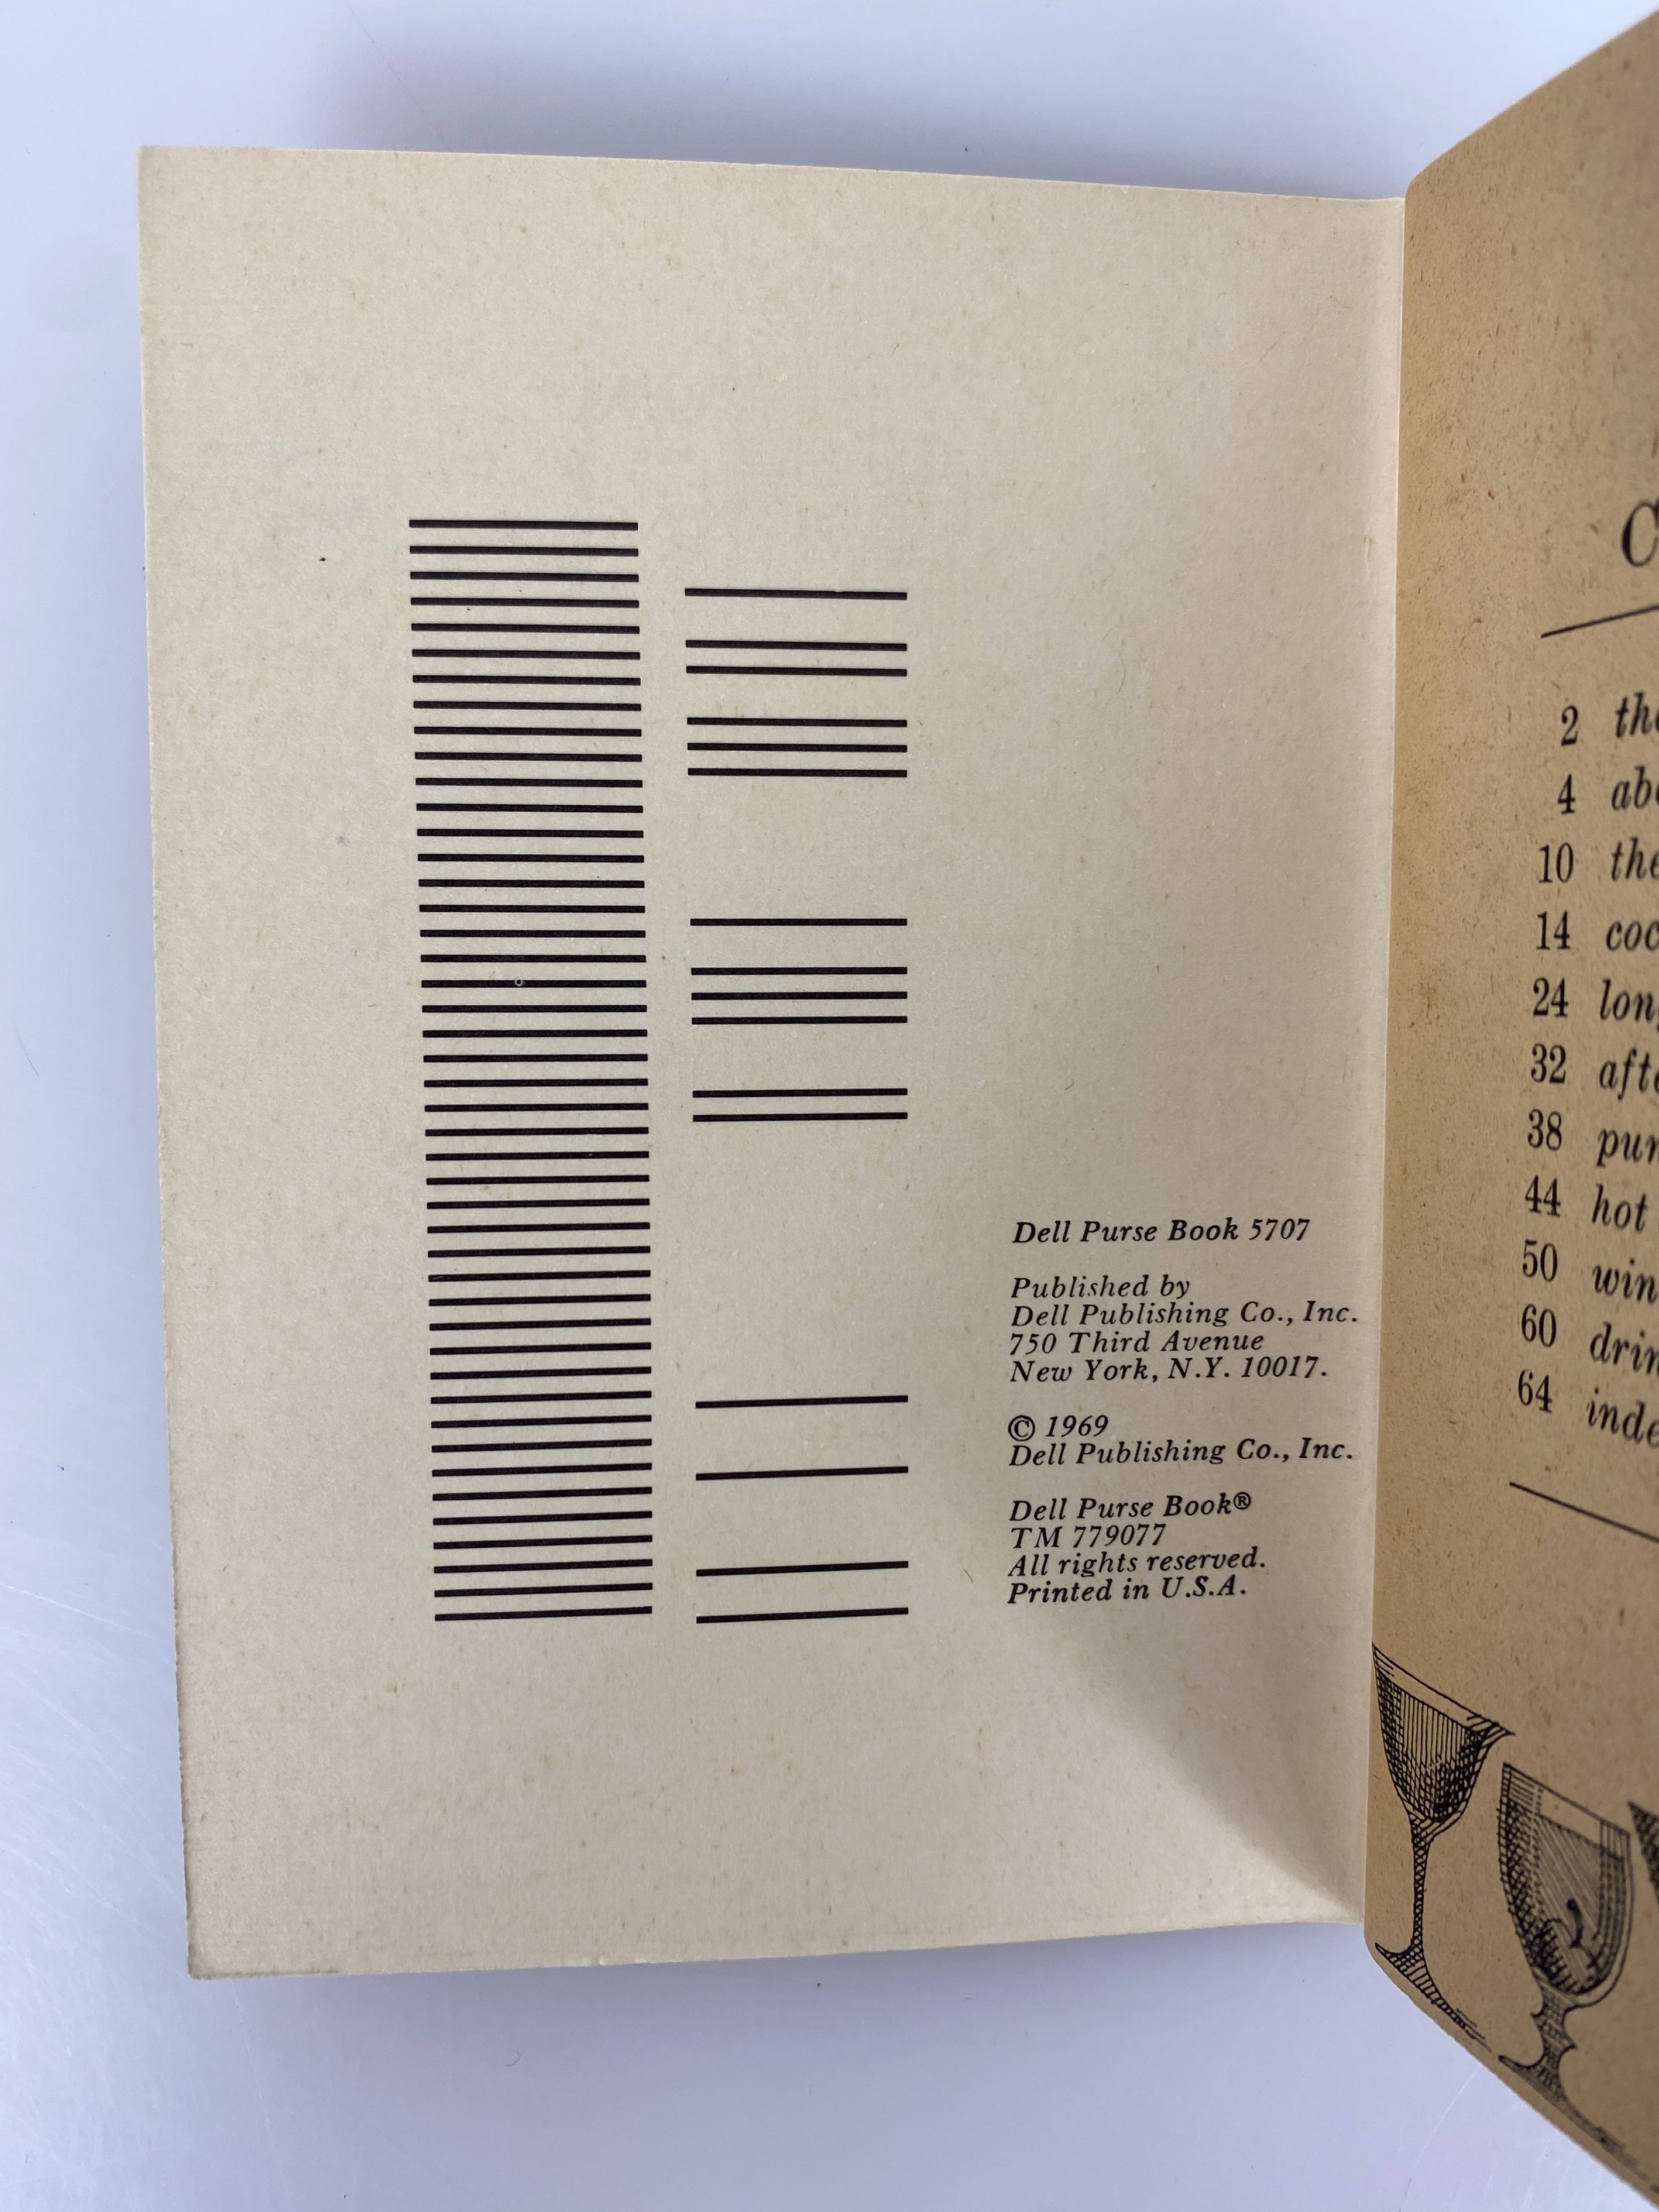 Dell Purse Book 5707
Published by
Dell Publishing Co., Inc.
750 Third Avenue
New York, N.Y. 10017.
© 1969
Dell Publishing Co., Inc.
Dell Purse Book®
TM 779077
All rights reserved.
Printed in U.S.A.
2
4
10
14
24
32
38
44 hot
50
60
64